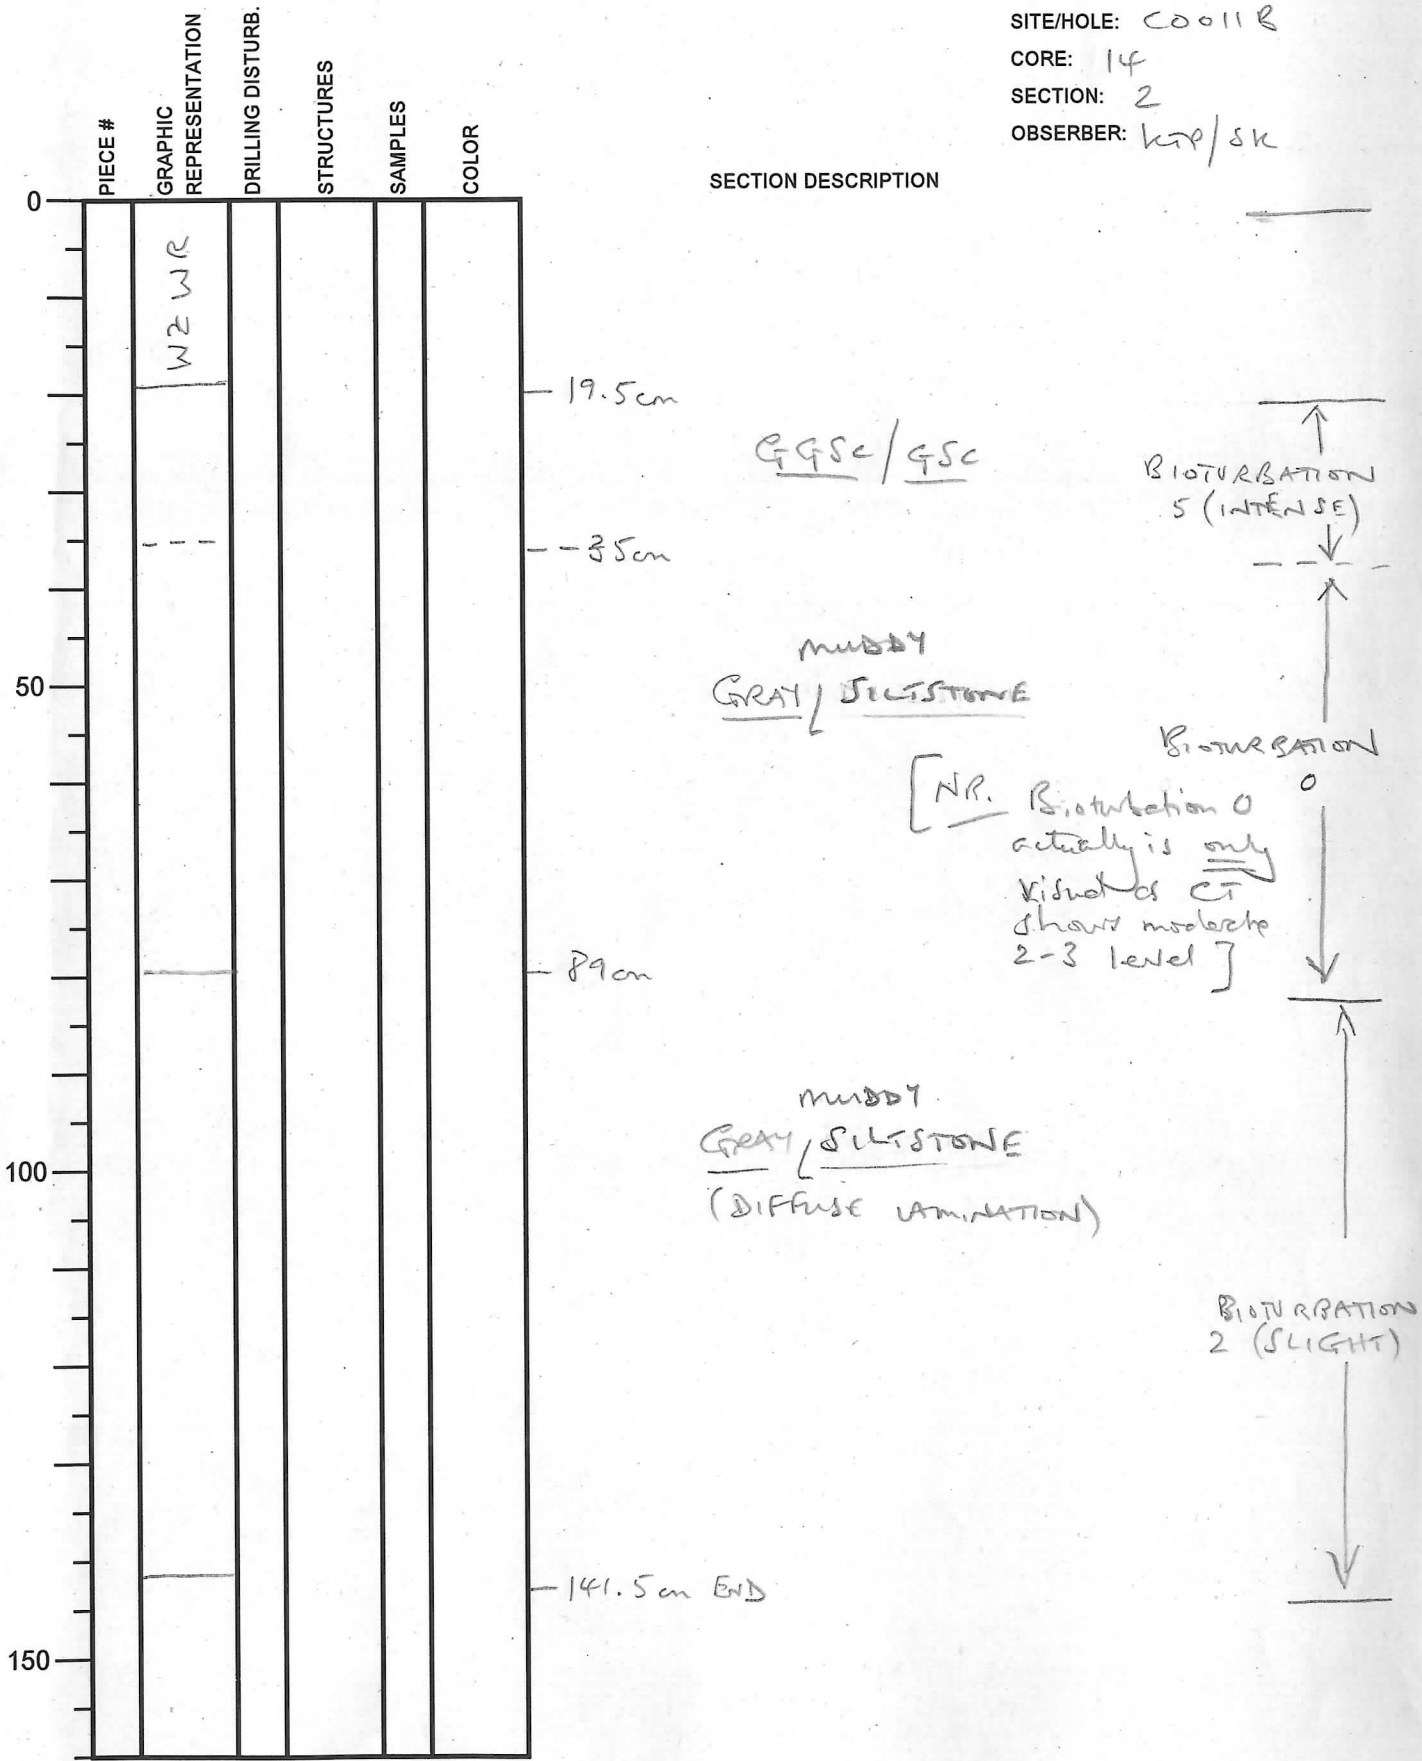 SITE/HOLE: C0011B
CORE: 14
SECTION: 2
OBSERBER: KTP/SK
PIECE #
GRAPHIC
REPRESENTATION
DRILLING DISTURB.
STRUCTURES
SAMPLES
COLOR
SECTION DESCRIPTION
0
WZ WR
19.5cm
GGSC/GSC
BIOTURBATION
5 (INTENSE)
35cm
MUDDY
50
GRAY SILTSTONE
BIOTURBATION
0
[NB. Bioturbation 0
actually is only
visual as CT
shows moderate
2-3 level]
89cm
MUDDY
GRAY SILTSTONE
100
(DIFFUSE LAMINATION)
BIOTURBATION
2 (SLIGHT)
141.5cm END
150